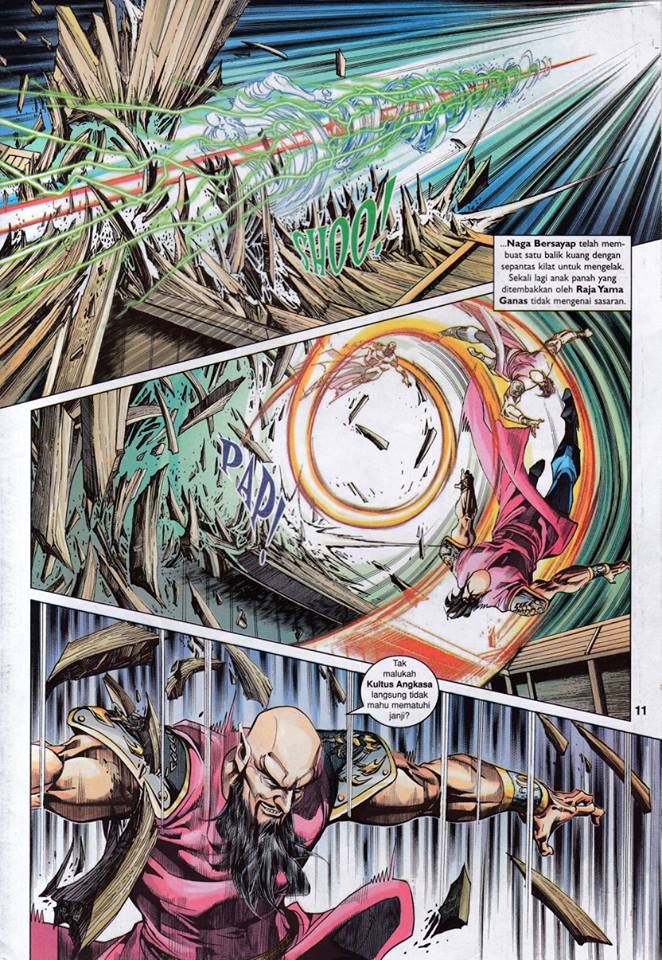 SHOO!
...Naga Bersayap telah mem-
buat satu balik kuang dengan
sepantas kilat untuk mengelak.
Sekali lagi anak panah yang
ditembakkan oleh Raja Yama
Ganas tidak mengenai sasaran.
PAP!
Tak
malukah
Kultus Angkasa
langsung tidak
mahu mematuhi
janji?
11